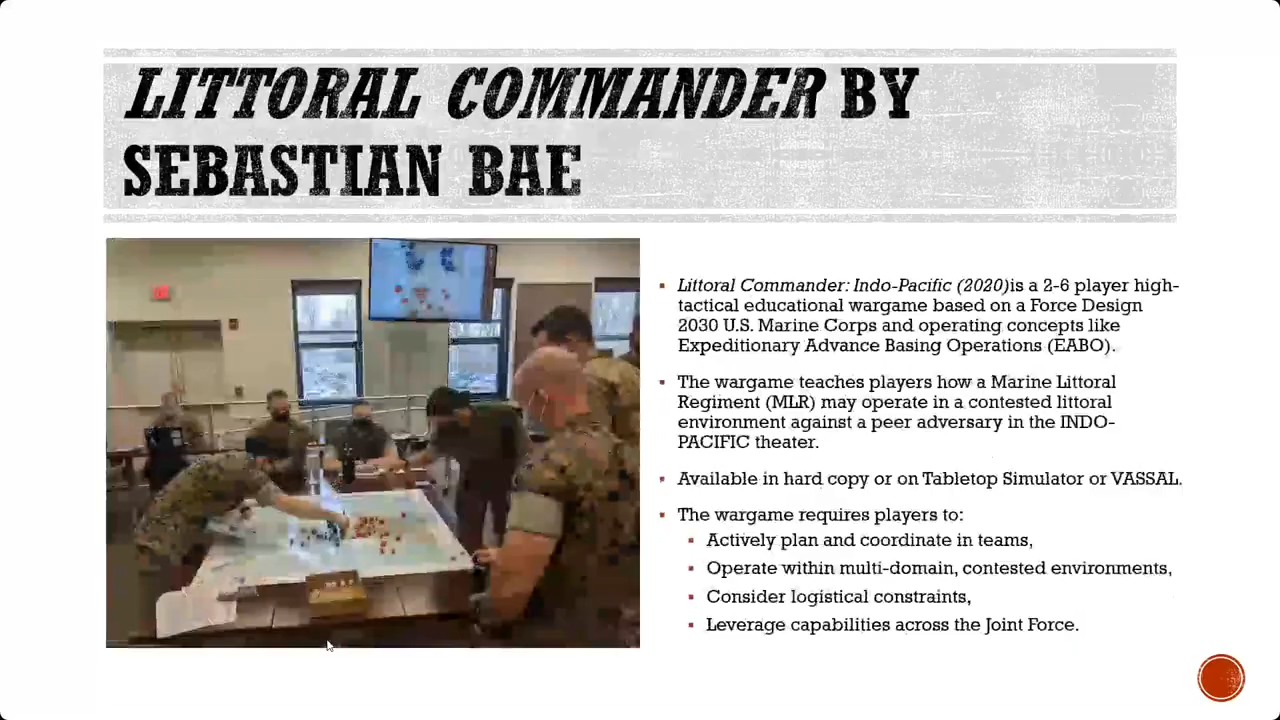 LITTORAL COMMANDER BY
SEBASTIAN BAE
▪ Littoral Commander: Indo-Pacific (2020)is a 2-6 player high-
tactical educational wargame based on a Force Design
2030 U.S. Marine Corps and operating concepts like
Expeditionary Advance Basing Operations (EABO).
▪ The wargame teaches players how a Marine Littoral
Regiment (MLR) may operate in a contested littoral
environment against a peer adversary in the INDO-
PACIFIC theater.
▪ Available in hard copy or on Tabletop Simulator or VASSAL.
▪ The wargame requires players to:
▪ Actively plan and coordinate in teams,
▪ Operate within multi-domain, contested environments,
▪ Consider logistical constraints,
▪ Leverage capabilities across the Joint Force.